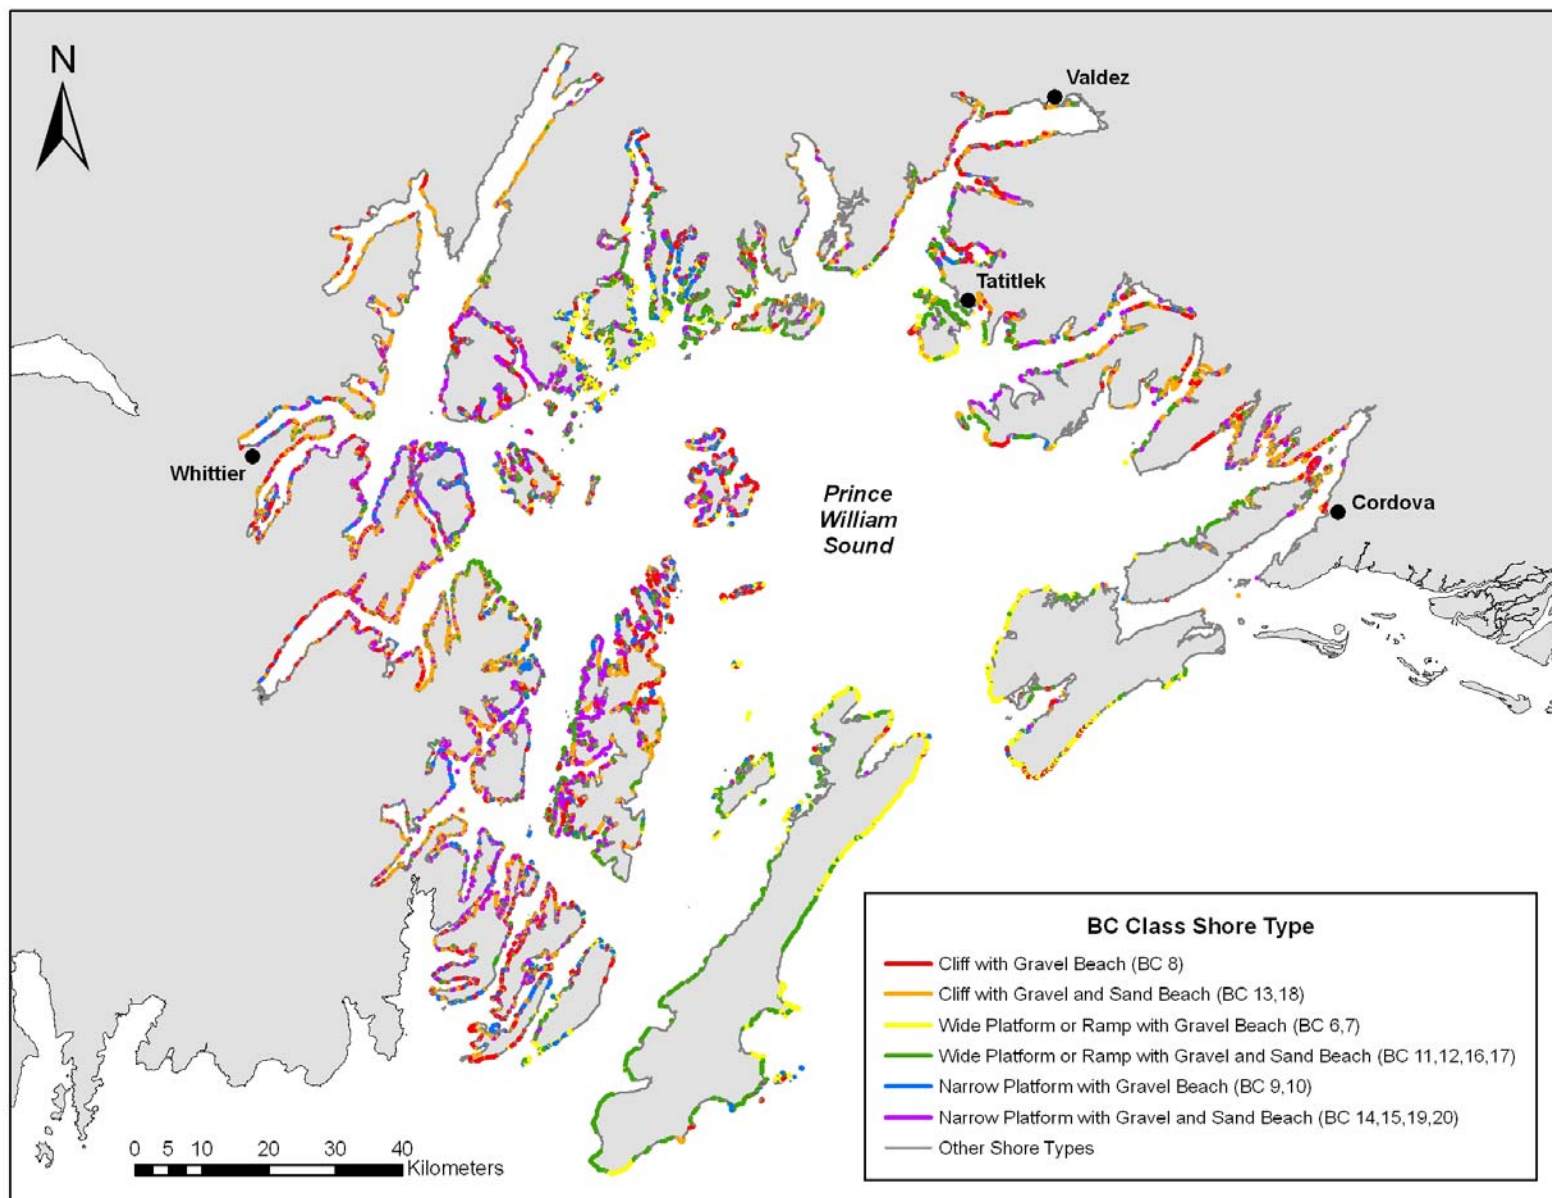 N
Valdez
Tatitlek
Whittier
Prince
William
Sound
Cordova
BC Class Shore Type
Cliff with Gravel Beach (BC 8)
Cliff with Gravel and Sand Beach (BC 13,18)
Wide Platform or Ramp with Gravel Beach (BC 6,7)
Wide Platform or Ramp with Gravel and Sand Beach (BC 11,12,16,17)
Narrow Platform with Gravel Beach (BC 9,10)
Narrow Platform with Gravel and Sand Beach (BC 14,15,19,20)
Other Shore Types
0 5 10 20 30 40
Kilometers